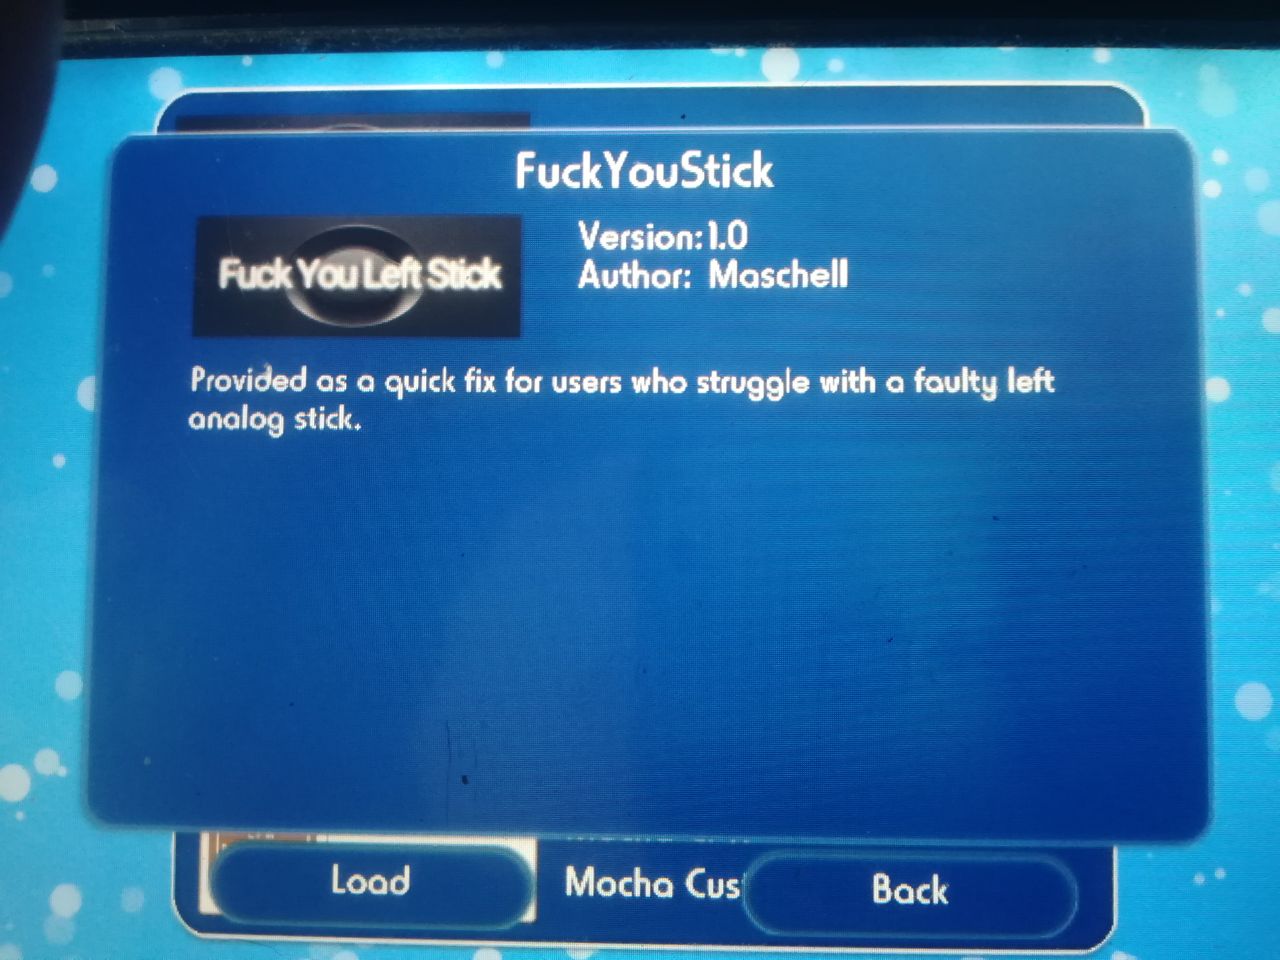 FuckYouStick
Fuck You Left Stick
Version:1.0
Author: Maschell
Provided as a quick fix for users who struggle with a faulty left
analog stick.
Load
Mocha Cus
Back